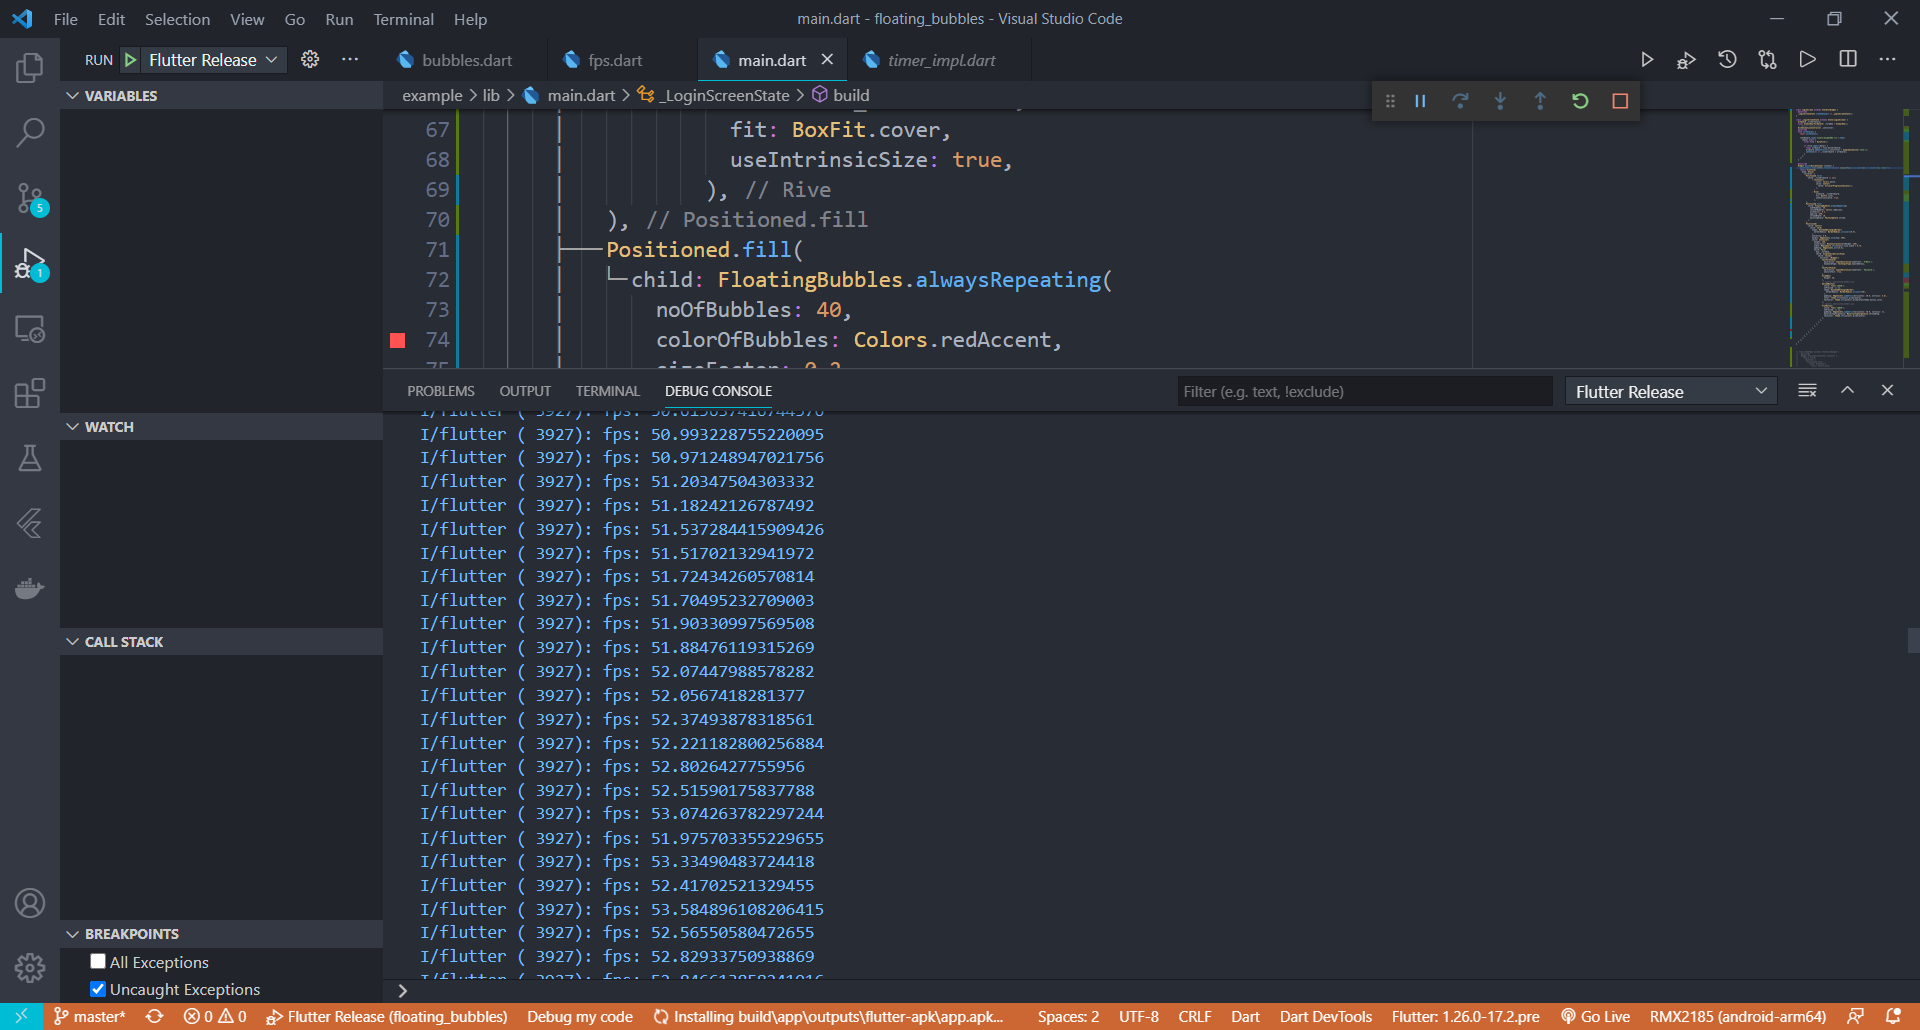 File Edit Selection View Go Run Terminal Help
main.dart - floating_bubbles - Visual Studio Code
RUN Flutter Release
bubbles.dart
fps.dart
main.dart
timer_impl.dart
VARIABLES
example > lib > main.dart > _LoginScreenState > build
67 fit: BoxFit.cover,
68 useIntrinsicSize: true,
69 ), // Rive
70 ), // Positioned.fill
71 Positioned.fill(
72 child: FloatingBubbles.alwaysRepeating(
73 noOfBubbles: 40,
74 colorOfBubbles: Colors.redAccent,
5
1
PROBLEMS OUTPUT TERMINAL DEBUG CONSOLE
Filter (e.g. text, !exclude)
Flutter Release
WATCH
CALL STACK
BREAKPOINTS
All Exceptions
Uncaught Exceptions
I/flutter ( 3927): fps: 50.993228755220095
I/flutter ( 3927): fps: 50.971248947021756
I/flutter ( 3927): fps: 51.20347504303332
I/flutter ( 3927): fps: 51.18242126787492
I/flutter ( 3927): fps: 51.537284415909426
I/flutter ( 3927): fps: 51.51702132941972
I/flutter ( 3927): fps: 51.72434260570814
I/flutter ( 3927): fps: 51.70495232709003
I/flutter ( 3927): fps: 51.90330997569508
I/flutter ( 3927): fps: 51.88476119315269
I/flutter ( 3927): fps: 52.07447988578282
I/flutter ( 3927): fps: 52.0567418281377
I/flutter ( 3927): fps: 52.37493878318561
I/flutter ( 3927): fps: 52.221182800256884
I/flutter ( 3927): fps: 52.8026427755956
I/flutter ( 3927): fps: 52.51590175837788
I/flutter ( 3927): fps: 53.074263782297244
I/flutter ( 3927): fps: 51.975703355229655
I/flutter ( 3927): fps: 53.33490483724418
I/flutter ( 3927): fps: 52.41702521329455
I/flutter ( 3927): fps: 53.584896108206415
I/flutter ( 3927): fps: 52.56550580472655
I/flutter ( 3927): fps: 52.82933750938869
master* 0 0 Flutter Release (floating_bubbles) Debug my code Installing build\app\outputs\flutter-apk\app.apk... Spaces: 2 UTF-8 CRLF Dart Dart DevTools Flutter: 1.26.0-17.2.pre Go Live RMX2185 (android-arm64)